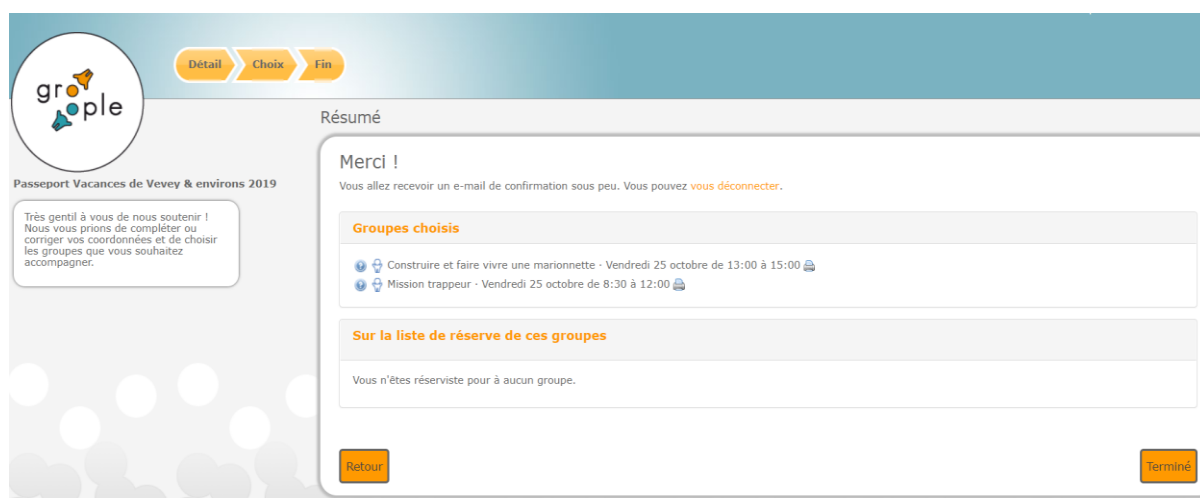 groople
Détail
Choix
Fin
Résumé
Passeport Vacances de Vevey & environs 2019
Très gentil à vous de nous soutenir !
Nous vous prions de compléter ou
corriger vos coordonnées et de choisir
les groupes que vous souhaitez
accompagner.
Merci !
Vous allez recevoir un e-mail de confirmation sous peu. Vous pouvez vous déconnecter.
Groupes choisis
Construire et faire vivre une marionnette - Vendredi 25 octobre de 13:00 à 15:00
Mission trappeur - Vendredi 25 octobre de 8:30 à 12:00
Sur la liste de réserve de ces groupes
Vous n'êtes réserviste pour à aucun groupe.
Retour
Terminé